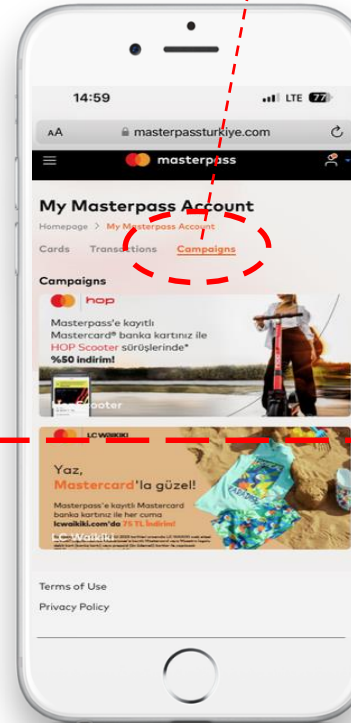 14:59 LTE 77
AA masterpassturkiye.com
masterpass
My Masterpass Account
Homepage > My Masterpass Account
Cards Transactions Campaigns
Campaigns
hop
Masterpass'e kayıtlı
Mastercard® banka kartınız ile
HOP Scooter sürüşlerinde*
%50 indirim!
Scooter
LC WAIKIKI
Yaz,
Mastercard'la güzel!
Masterpass'e kayıtlı Mastercard
banka kartınız ile her cuma
lcwaikiki.com'da 75 TL İndirim!
LC Waikiki
Terms of Use
Privacy Policy